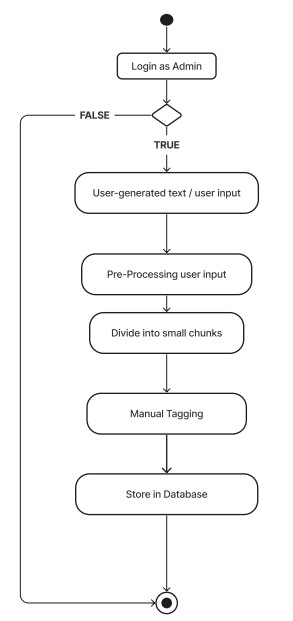 Login as Admin
FALSE
TRUE
User-generated text / user input
Pre-Processing user input
Divide into small chunks
Manual Tagging
Store in Database